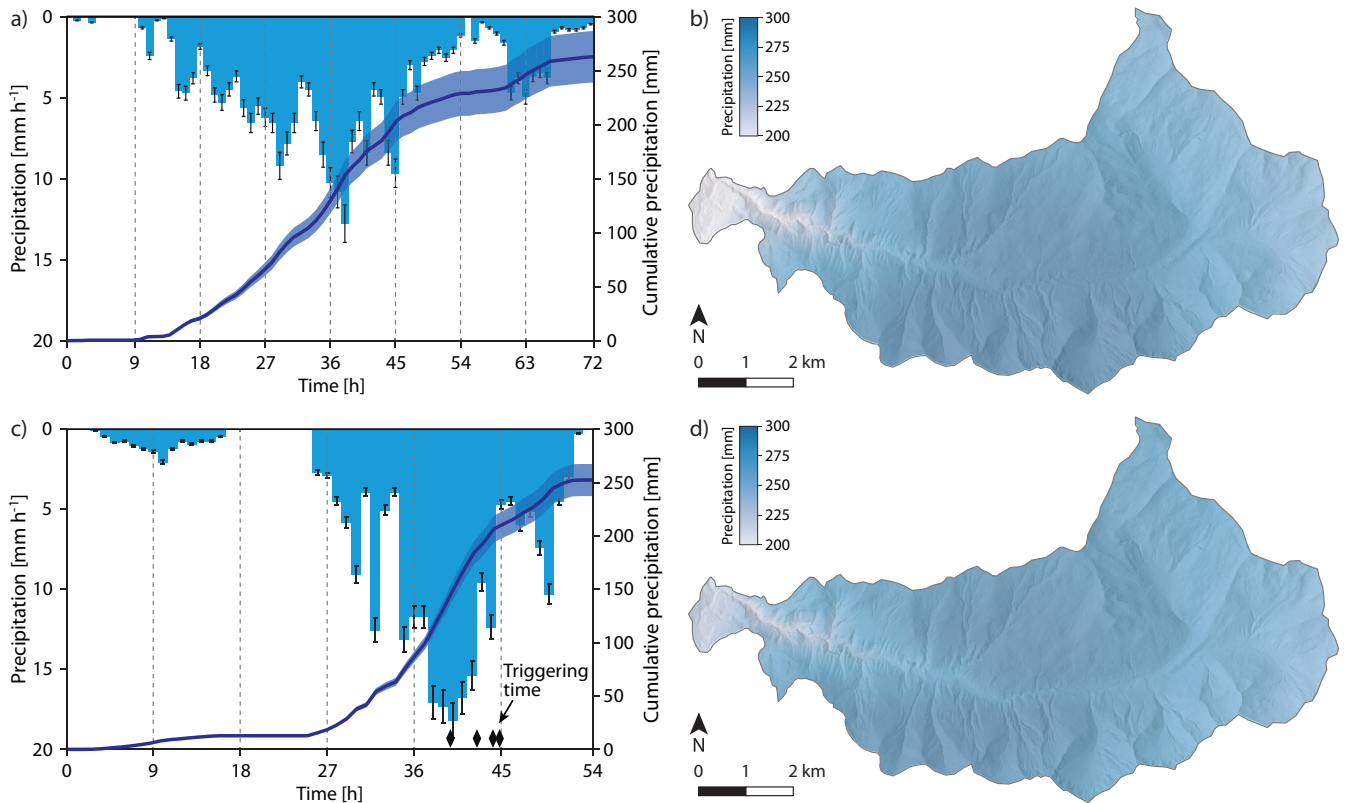 a)
0
5
10
15
20
Precipitation [mm h⁻¹]
300
250
200
150
100
50
0
Cumulative precipitation [mm]
0 9 18 27 36 45 54 63 72
Time [h]
b)
Precipitation [mm]
300
275
250
225
200
N
0 1 2 km
c)
0
5
10
15
20
Precipitation [mm h⁻¹]
300
250
200
150
100
50
0
Cumulative precipitation [mm]
Triggering
time
0 9 18 27 36 45 54
Time [h]
d)
Precipitation [mm]
300
275
250
225
200
N
0 1 2 km